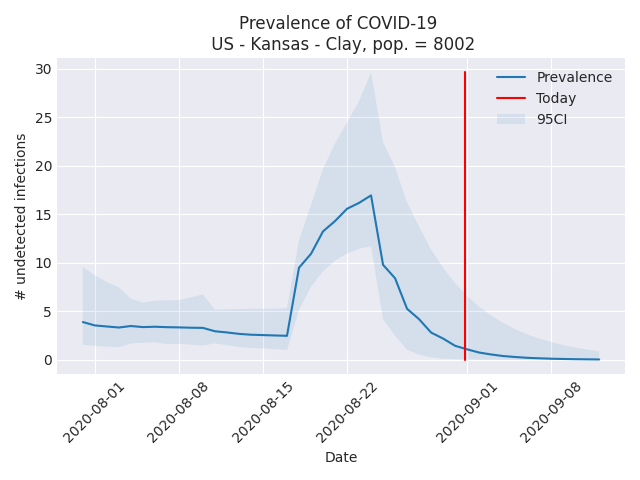 Prevalence of COVID-19
US - Kansas - Clay, pop. = 8002
30
25
20
15
10
5
0
# undetected infections
Prevalence
Today
95CI
2020-08-01
2020-08-08
2020-08-15
2020-08-22
2020-09-01
2020-09-08
Date